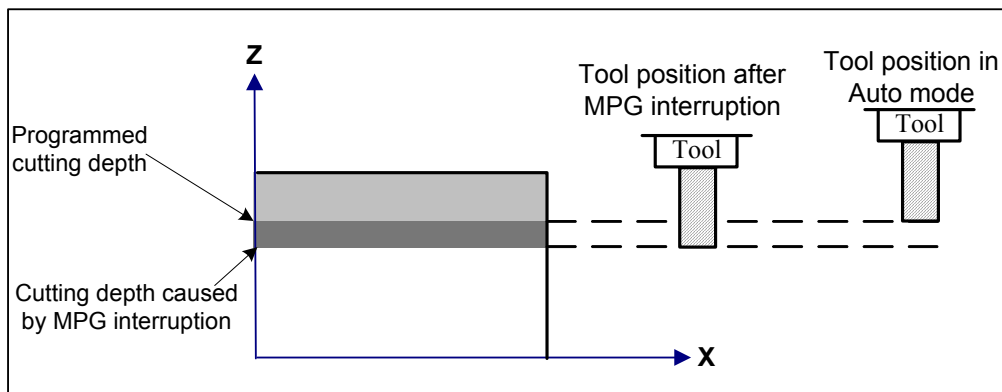 Z
Tool position after
MPG interruption
Tool position in
Auto mode
Tool
Tool
Programmed
cutting depth
Cutting depth caused
by MPG interruption
X